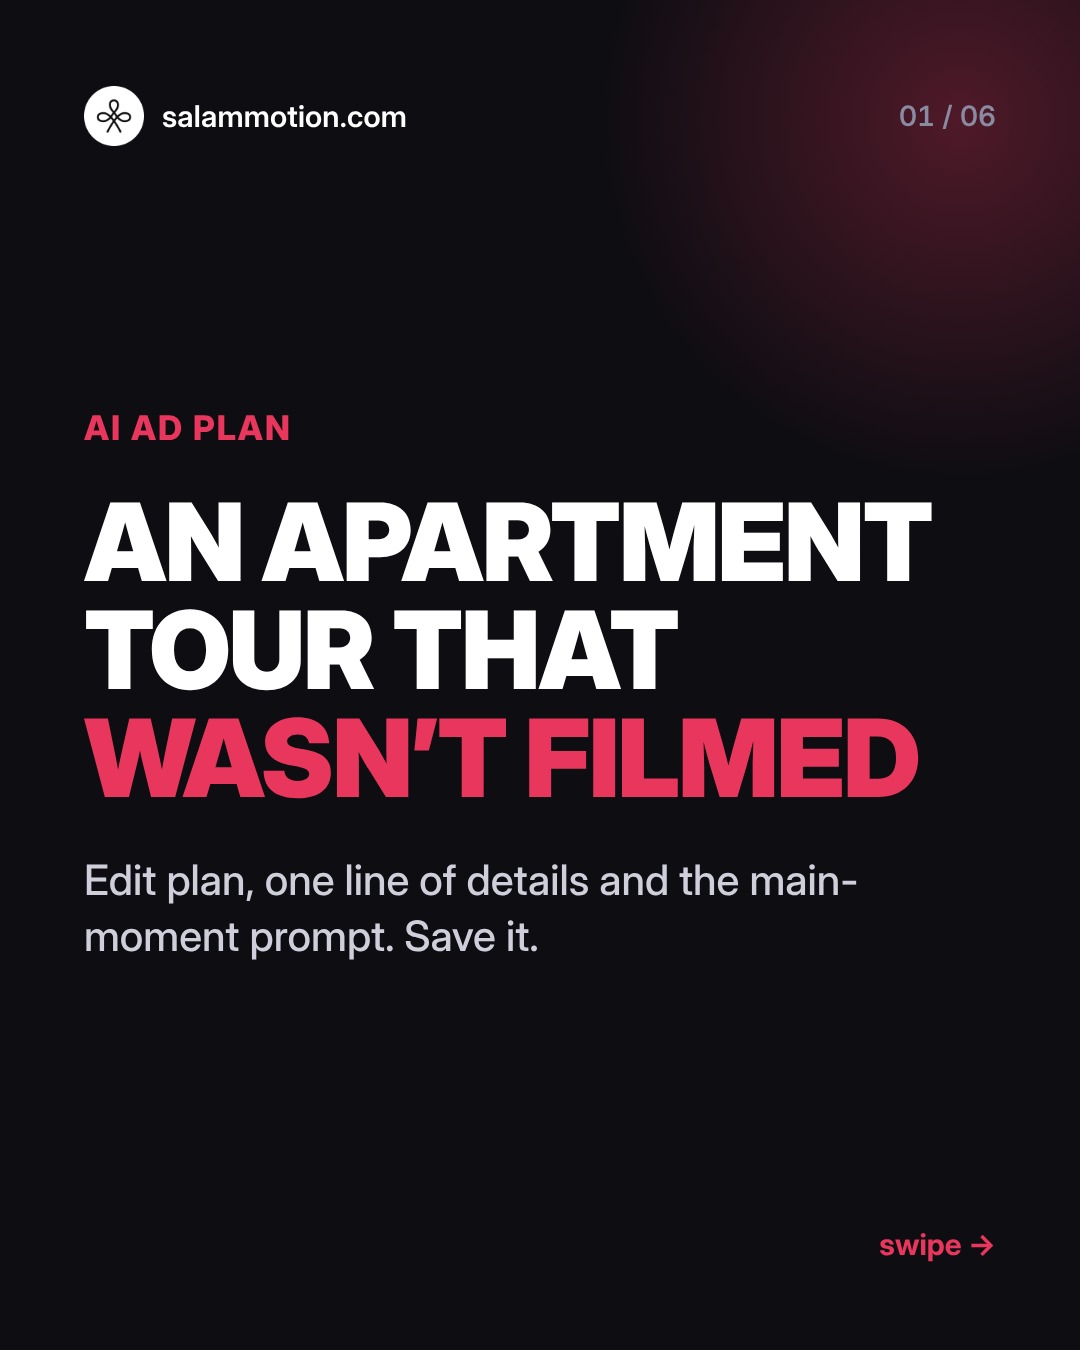 salammotion.com
01 / 06
AI AD PLAN
AN APARTMENT
TOUR THAT
WASN’T FILMED
Edit plan, one line of details and the main-
moment prompt. Save it.
swipe →